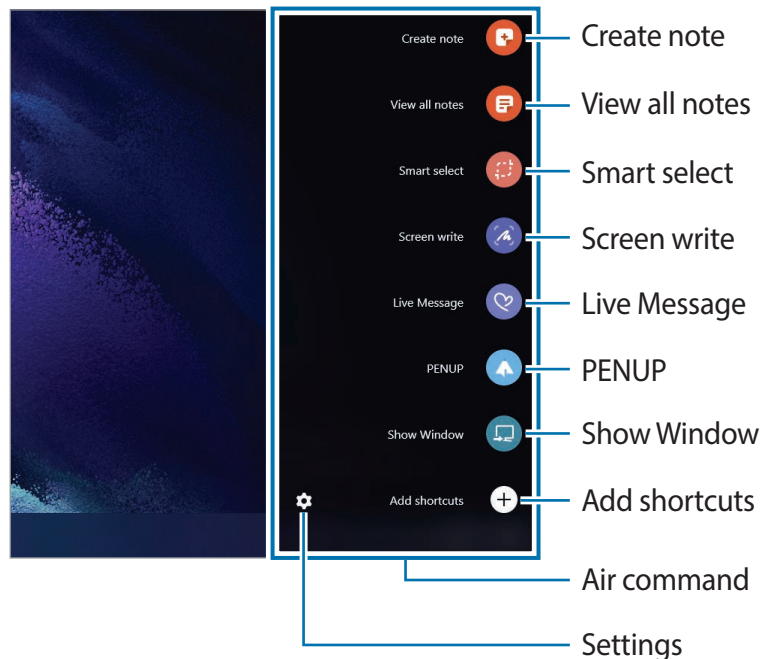 Create note
Create note
View all notes
View all notes
Smart select
Smart select
Screen write
Screen write
Live Message
Live Message
PENUP
PENUP
Show Window
Show Window
Add shortcuts
Add shortcuts
Air command
Settings